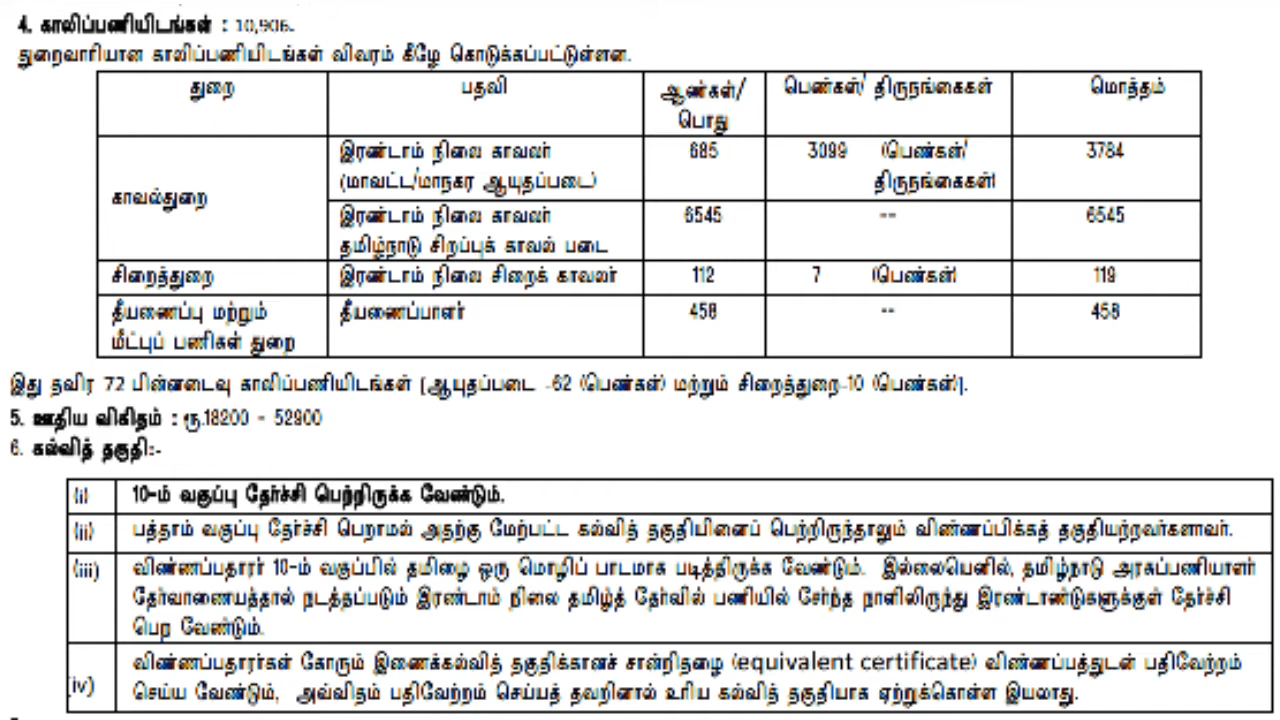 4. காலிப்பணியிடங்கள் : 10,906.
துறைவாரியான காலிப்பணியிடங்கள் விவரம் கீழே கொடுக்கப்பட்டுள்ளன.
துறை பதவி ஆண்கள்/ பொது பெண்கள்/ திருநங்கைகள் மொத்தம்
காவல்துறை
இரண்டாம் நிலை காவலர் 685 3099 (பெண்கள்/ 3784
(மாவட்ட/மாநகர ஆயுதப்படை) திருநங்கைகள்)
இரண்டாம் நிலை காவலர் 6545 -- 6545
தமிழ்நாடு சிறப்புக் காவல் படை
சிறைத்துறை இரண்டாம் நிலை சிறைக் காவலர் 112 7 (பெண்கள்) 119
தீயணைப்பு மற்றும் தீயணைப்பாளர் 458 -- 458
மீட்புப் பணிகள் துறை
இது தவிர 72 பின்னடைவு காலிப்பணியிடங்கள் [ஆயுதப்படை -62 (பெண்கள்) மற்றும் சிறைத்துறை-10 (பெண்கள்)].
5. ஊதிய விகிதம் : ரூ.18200 - 52900
6. கல்வித் தகுதி:-
(i) 10-ம் வகுப்பு தேர்ச்சி பெற்றிருக்க வேண்டும்.
(ii) பத்தாம் வகுப்பு தேர்ச்சி பெறாமல் அதற்கு மேற்பட்ட கல்வித் தகுதியினைப் பெற்றிருந்தாலும் விண்ணப்பிக்கத் தகுதியற்றவர்களாவர்.
(iii) விண்ணப்பதாரர் 10-ம் வகுப்பில் தமிழை ஒரு மொழிப் பாடமாக படித்திருக்க வேண்டும். இல்லையெனில், தமிழ்நாடு அரசுப்பணியாளர்
தேர்வாணையத்தால் நடத்தப்படும் இரண்டாம் நிலை தமிழ்த் தேர்வில் பணியில் சேர்ந்த நாளிலிருந்து இரண்டாண்டுகளுக்குள் தேர்ச்சி
பெற வேண்டும்.
(iv) விண்ணப்பதாரர்கள் கோரும் இணைக்கல்வித் தகுதிக்கானச் சான்றிதழை (equivalent certificate) விண்ணப்பத்துடன் பதிவேற்றம்
செய்ய வேண்டும், அவ்விதம் பதிவேற்றம் செய்யத் தவறினால் உரிய கல்வித் தகுதியாக ஏற்றுக்கொள்ள இயலாது.